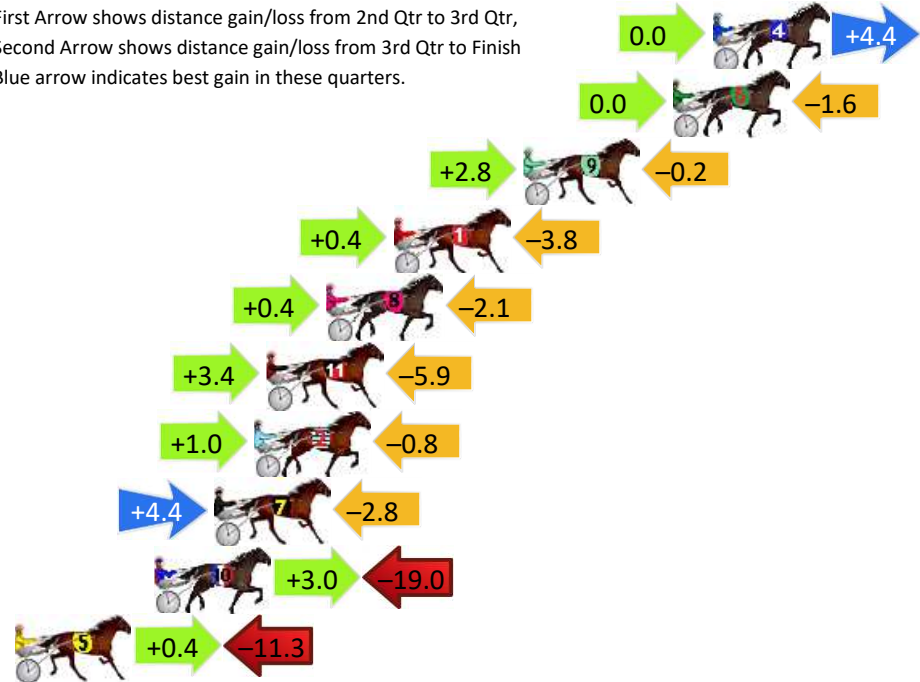 First Arrow shows distance gain/loss from 2nd Qtr to 3rd Qtr,
Second Arrow shows distance gain/loss from 3rd Qtr to Finish
Blue arrow indicates best gain in these quarters.
0.0 4 +4.4
0.0 –1.6
+2.8 9 –0.2
+0.4 1 –3.8
+0.4 8 –2.1
+3.4 11 –5.9
+1.0 2 –0.8
+4.4 7 –2.8
10 +3.0 –19.0
5 +0.4 –11.3